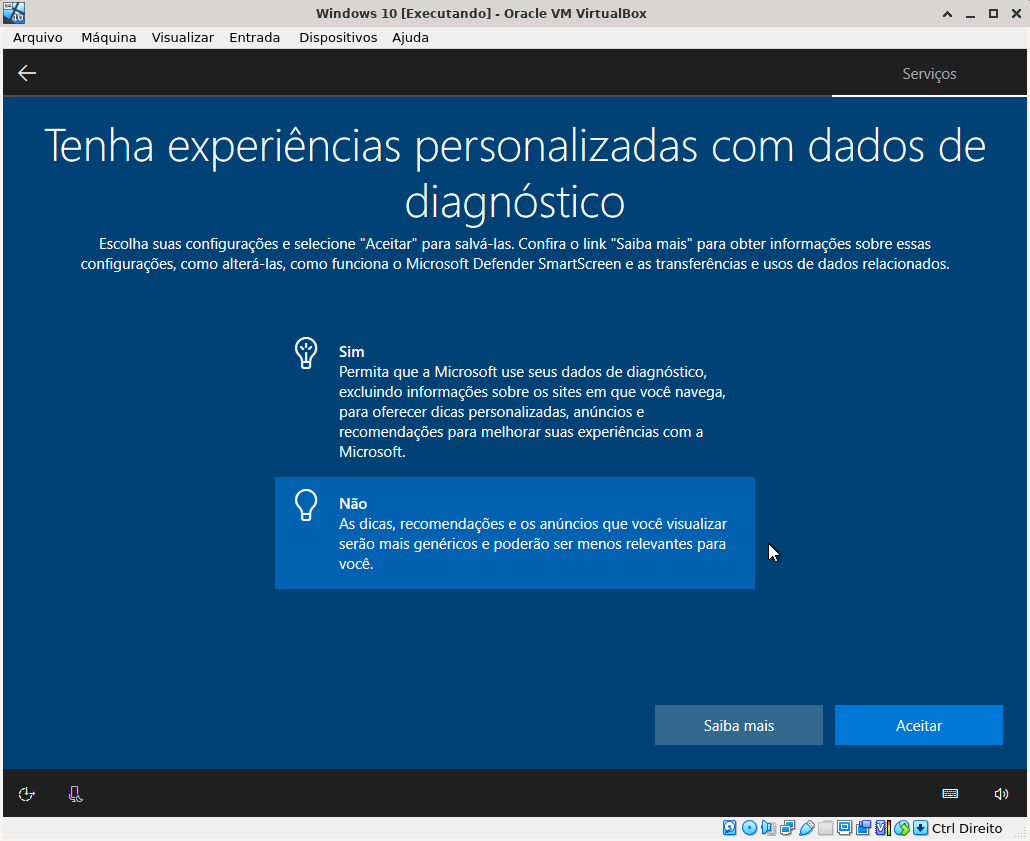 Windows 10 [Executando] - Oracle VM VirtualBox
Arquivo Máquina Visualizar Entrada Dispositivos Ajuda
Serviços
Tenha experiências personalizadas com dados de
diagnóstico
Escolha suas configurações e selecione "Aceitar" para salvá-las. Confira o link "Saiba mais" para obter informações sobre essas
configurações, como alterá-las, como funciona o Microsoft Defender SmartScreen e as transferências e usos de dados relacionados.
Sim
Permita que a Microsoft use seus dados de diagnóstico,
excluindo informações sobre os sites em que você navega,
para oferecer dicas personalizadas, anúncios e
recomendações para melhorar suas experiências com a
Microsoft.
Não
As dicas, recomendações e os anúncios que você visualizar
serão mais genéricos e poderão ser menos relevantes para
você.
Saiba mais Aceitar
Ctrl Direito